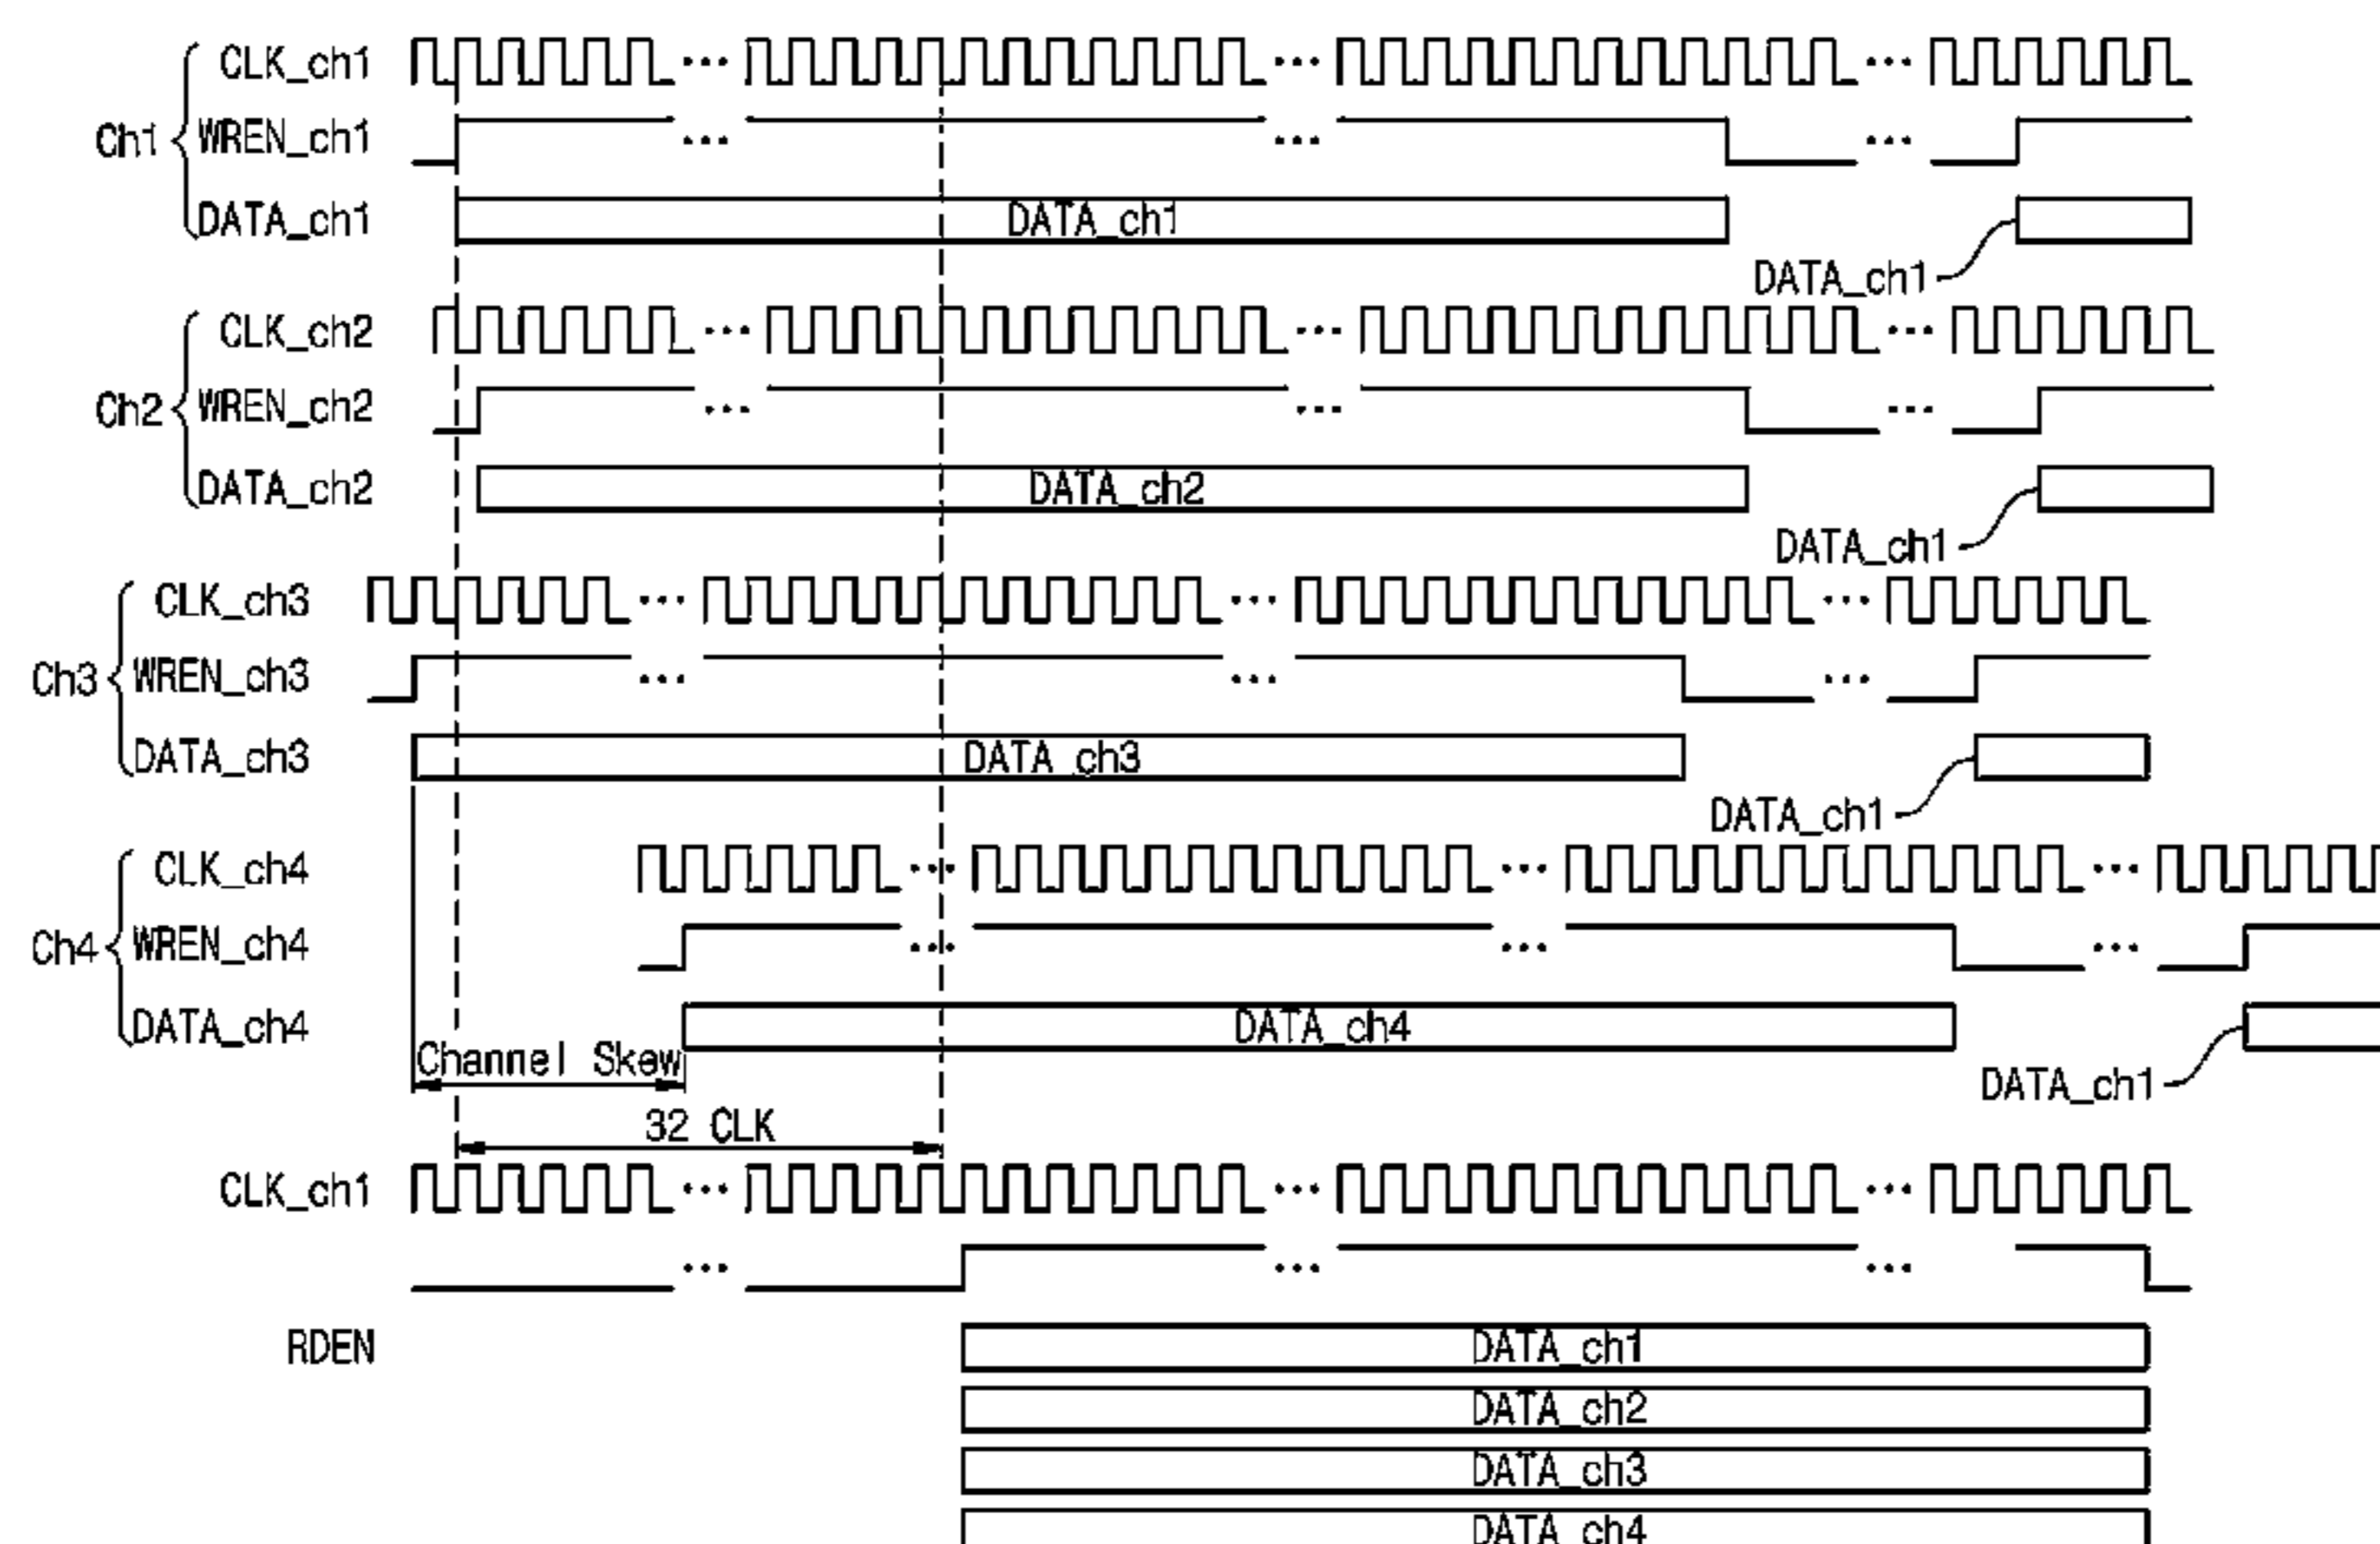 CLK_ch1
Ch1 WREN_ch1
DATA_ch1 DATA_ch1
DATA_ch1
CLK_ch2
Ch2 WREN_ch2
DATA_ch2 DATA_ch2
DATA_ch1
CLK_ch3
Ch3 WREN_ch3
DATA_ch3 DATA_ch3
DATA_ch1
CLK_ch4
Ch4 WREN_ch4
DATA_ch4 DATA_ch4
Channel Skew
DATA_ch1
32 CLK
CLK_ch1
RDEN DATA_ch1
DATA_ch2
DATA_ch3
DATA_ch4